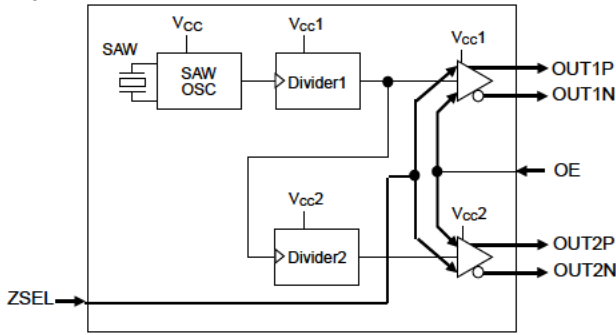 VCC
VCC1
SAW
SAW
OSC
Divider1
VCC1
OUT1P
OUT1N
OE
VCC2
Divider2
VCC2
OUT2P
OUT2N
ZSEL